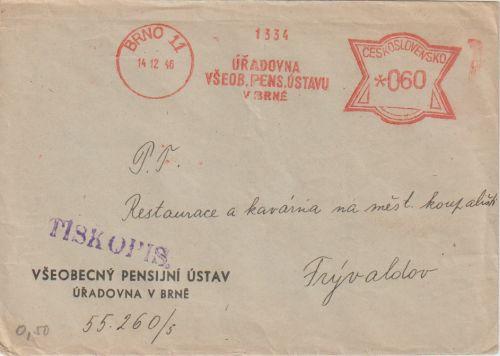 BRNO 11
14 12 46
1334
ÚŘADOVNA
VŠEOB. PENS. ÚSTAVU
V BRNĚ
ČESKOSLOVENSKO
*060
P. T.
Restaurace a kavárna na měst. koupališti
Frývaldov
TISKOPIS.
VŠEOBECNÝ PENSIJNÍ ÚSTAV
ÚŘADOVNA V BRNĚ
55.260/s
0,50